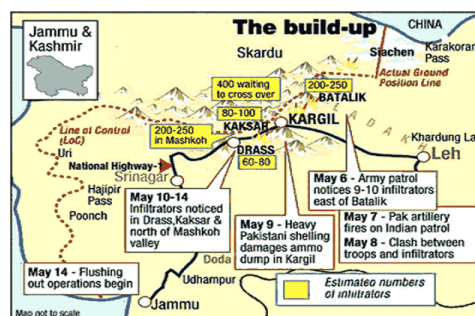 The build-up
Jammu &
Kashmir
CHINA
Skardu
Siachen
Karakoram
Pass
Actual Ground
Position Line
400 waiting
to cross over
200-250
BATALIK
80-100
KARGIL
KAKSAR
Line of Control
(LoC)
200-250
in Mashkoh
DRASS
60-80
LADAKH
Khardung La
Leh
Uri
National Highway
Srinagar
Hajipir
Pass
Poonch
May 6 - Army patrol
notices 9-10 infiltrators
east of Batalik
May 10-14
Infiltrators noticed
in Drass,Kaksar &
north of Mashkoh
valley
May 9 - Heavy
Pakistani shelling
damages ammo
dump in Kargil
May 7 - Pak artillery
fires on Indian patrol
May 8 - Clash between
troops and infiltrators
May 14 - Flushing
out operations begin
Doda
Udhampur
Jammu
Estimated numbers
of infiltrators
Map not to scale